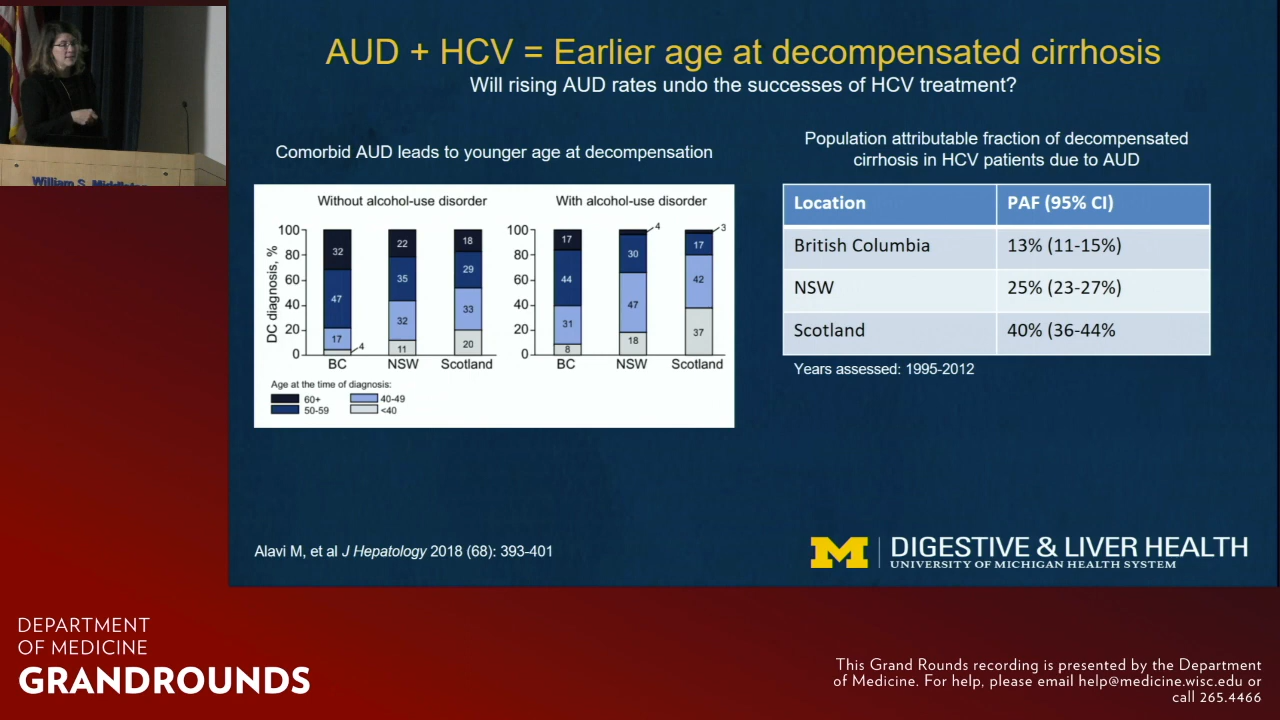 AUD + HCV = Earlier age at decompensated cirrhosis
Will rising AUD rates undo the successes of HCV treatment?
Comorbid AUD leads to younger age at decompensation
Without alcohol-use disorder
With alcohol-use disorder
DC diagnosis, %
100
80
60
40
20
0
32
47
17
4
22
35
32
11
18
29
33
20
BC
NSW
Scotland
100
80
60
40
20
0
17
44
31
8
4
30
47
18
3
17
42
37
BC
NSW
Scotland
Age at the time of diagnosis:
60+
40-49
50-59
<40
Population attributable fraction of decompensated
cirrhosis in HCV patients due to AUD
Location PAF (95% CI)
British Columbia 13% (11-15%)
NSW 25% (23-27%)
Scotland 40% (36-44%
Years assessed: 1995-2012
Alavi M, et al J Hepatology 2018 (68): 393-401
M
DIGESTIVE & LIVER HEALTH
UNIVERSITY OF MICHIGAN HEALTH SYSTEM
William S.
DEPARTMENT
OF MEDICINE
GRANDROUNDS
This Grand Rounds recording is presented by the Department
of Medicine. For help, please email help@medicine.wisc.edu or
call 265.4466